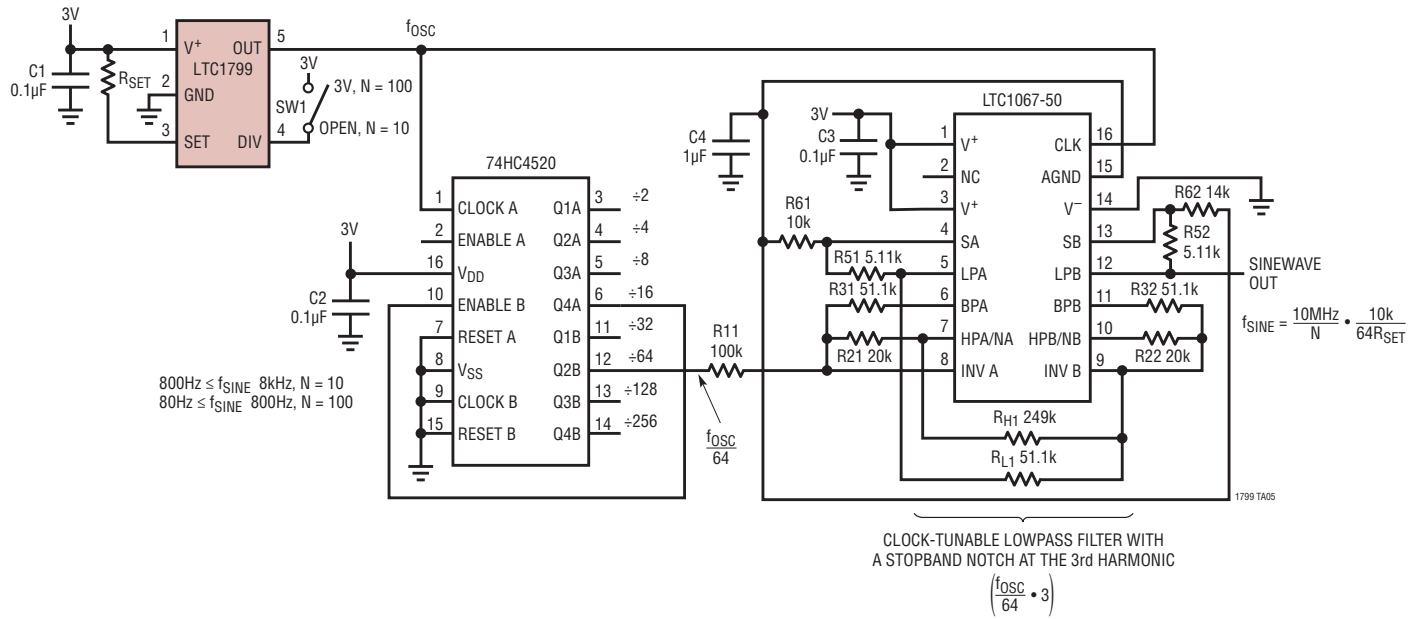 3V
C1
0.1µF
RSET
1
V+
OUT
5
LTC1799
2
GND
3
SET
DIV
4
3V
SW1
3V, N = 100
OPEN, N = 10
fOSC
74HC4520
1
CLOCK A
Q1A
3
÷2
2
ENABLE A
Q2A
4
÷4
16
VDD
Q3A
5
÷8
10
ENABLE B
Q4A
6
÷16
7
RESET A
Q1B
11
÷32
8
VSS
Q2B
12
÷64
9
CLOCK B
Q3B
13
÷128
15
RESET B
Q4B
14
÷256
3V
C2
0.1µF
800Hz ≤ fSINE 8kHz, N = 10
80Hz ≤ fSINE 800Hz, N = 100
R11
100k
fOSC
64
C4
1µF
3V
C3
0.1µF
R61
10k
R51 5.11k
R31 51.1k
R21 20k
LTC1067-50
1
V+
CLK
16
2
NC
AGND
15
3
V+
V–
14
4
SA
SB
13
5
LPA
LPB
12
6
BPA
BPB
11
7
HPA/NA
HPB/NB
10
8
INV A
INV B
9
R62 14k
R52
5.11k
R32 51.1k
R22 20k
RH1 249k
RL1 51.1k
SINEWAVE
OUT
fSINE = 10MHz/N • 10k/64RSET
1799 TA05
CLOCK-TUNABLE LOWPASS FILTER WITH
A STOPBAND NOTCH AT THE 3rd HARMONIC
(fOSC/64 • 3)